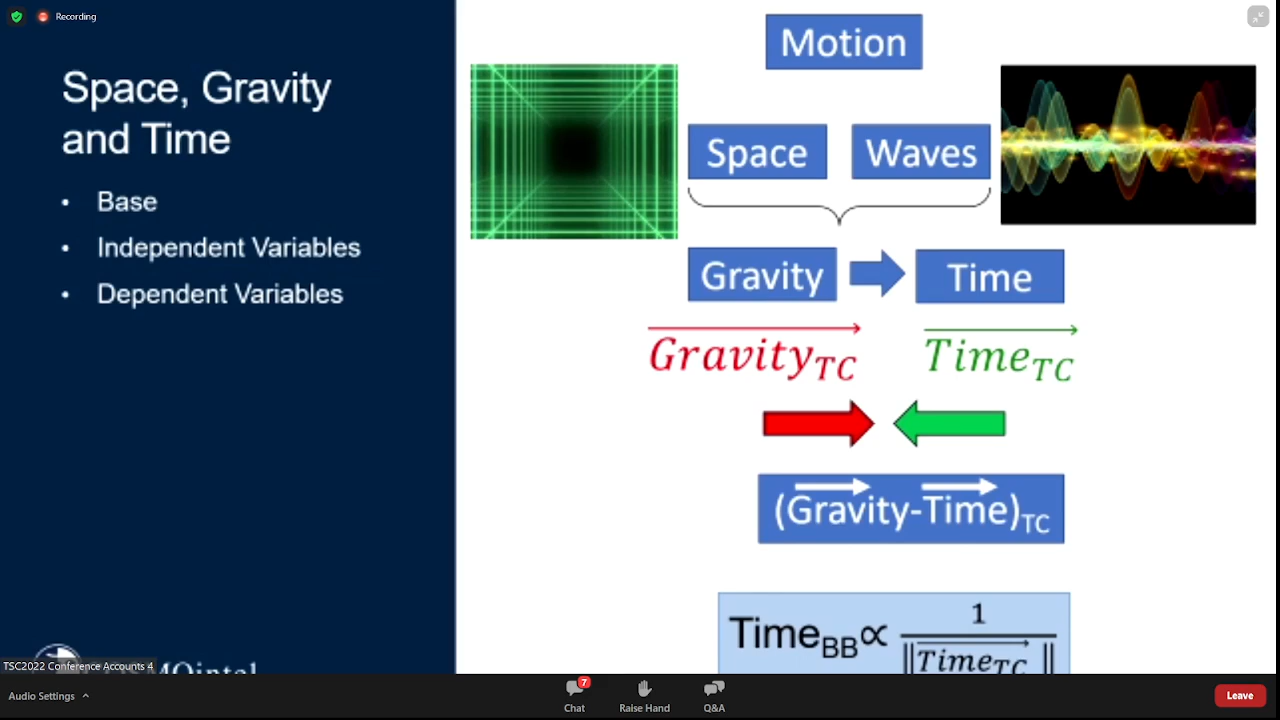 Recording
Space, Gravity
and Time
• Base
• Independent Variables
• Dependent Variables
Motion
Space Waves
Gravity Time
Gravity_TC Time_TC
(Gravity-Time)_TC
Time_BB ∝ 1 / ‖Time_TC‖
TSC2022 Conference Accounts 4
Audio Settings
7
Chat
Raise Hand
Q&A
Leave